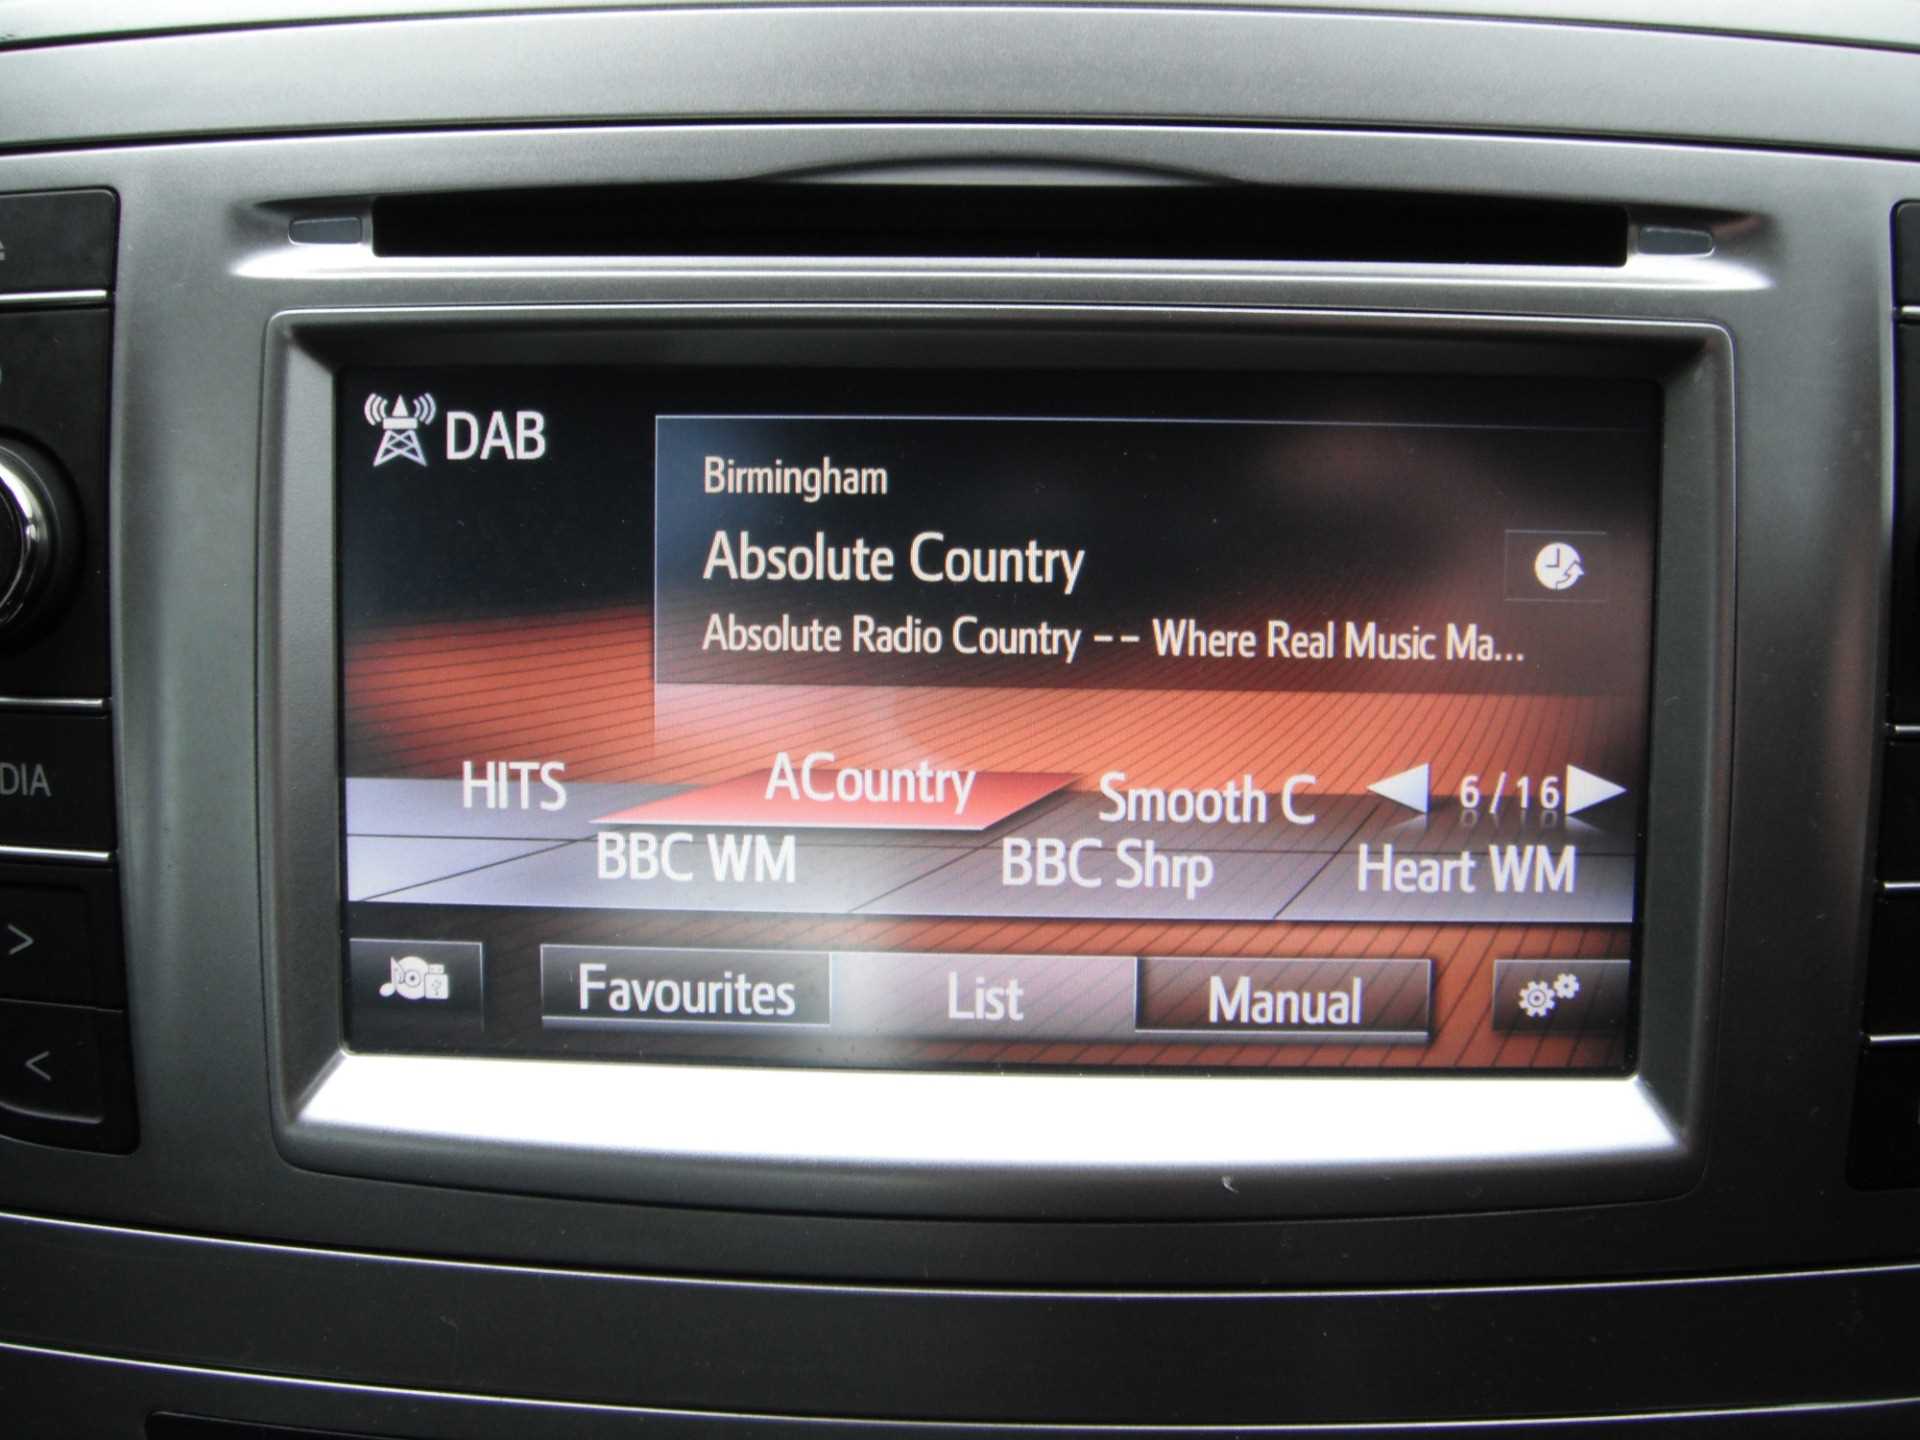 DAB
Birmingham
Absolute Country
Absolute Radio Country -- Where Real Music Ma...
HITS ACountry Smooth C 6/16
BBC WM BBC Shrp Heart WM
Favourites List Manual
DIA
>
<